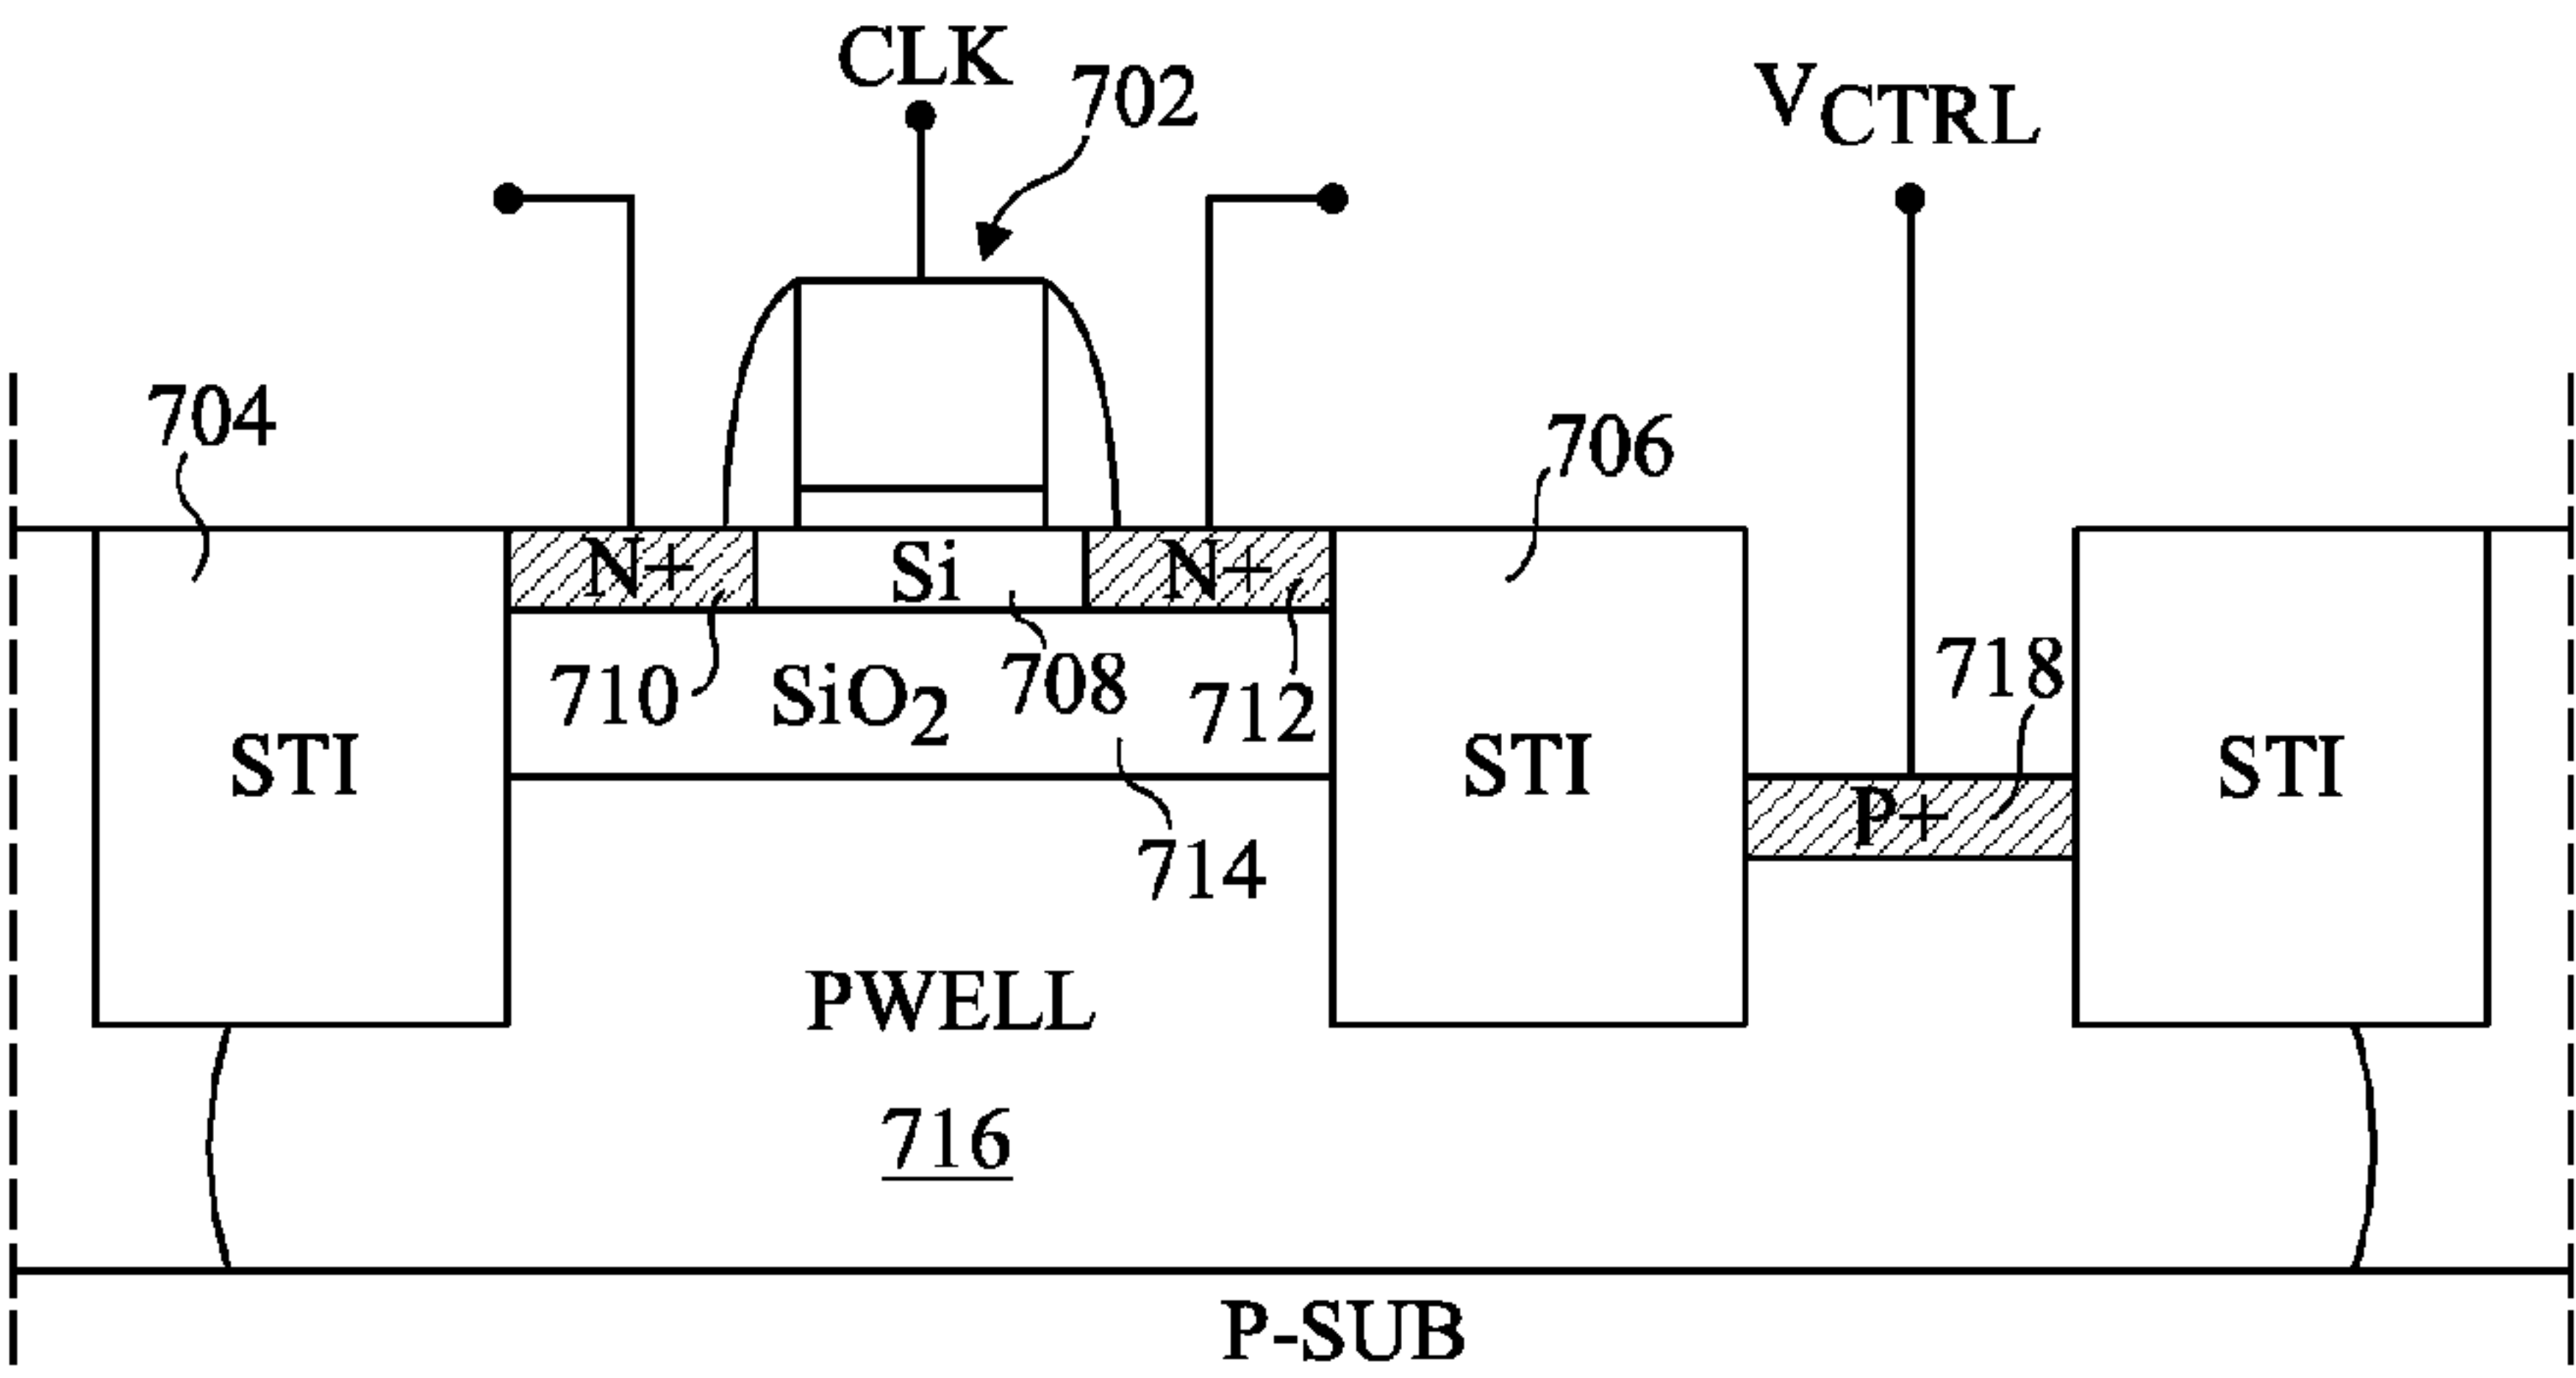 CLK
702
VCTRL
704
706
N+
Si
N+
710
SiO2
708
712
718
STI
STI
P+
STI
714
PWELL
716
P-SUB